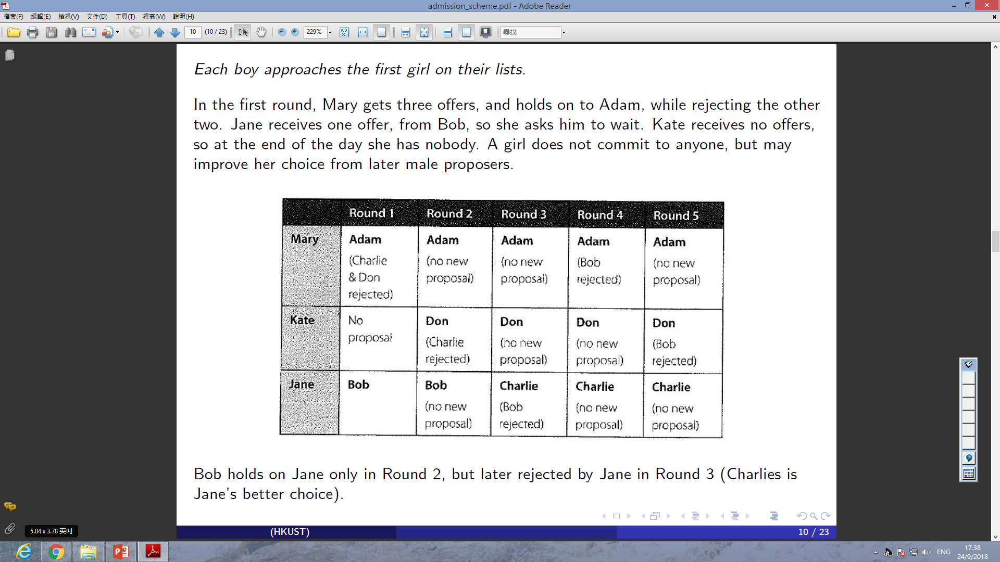 admission_scheme.pdf - Adobe Reader
檔案(F) 編輯(E) 檢視(V) 文件(D) 工具(T) 視窗(W) 說明(H)
10 (10 / 23) 229% 尋找
Each boy approaches the first girl on their lists.
In the first round, Mary gets three offers, and holds on to Adam, while rejecting the other
two. Jane receives one offer, from Bob, so she asks him to wait. Kate receives no offers,
so at the end of the day she has nobody. A girl does not commit to anyone, but may
improve her choice from later male proposers.
Round 1 Round 2 Round 3 Round 4 Round 5
Mary Adam Adam Adam Adam Adam
(Charlie (no new (no new (Bob (no new
& Don proposal) proposal) rejected) proposal)
rejected)
Kate No Don Don Don Don
proposal (Charlie (no new (no new (Bob
rejected) proposal) proposal) rejected)
Jane Bob Bob Charlie Charlie Charlie
(no new (Bob (no new (no new
proposal) rejected) proposal) proposal)
Bob holds on Jane only in Round 2, but later rejected by Jane in Round 3 (Charlies is
Jane's better choice).
(HKUST) 10 / 23
5.04 x 3.78 英吋
ENG
17:38
24/9/2018